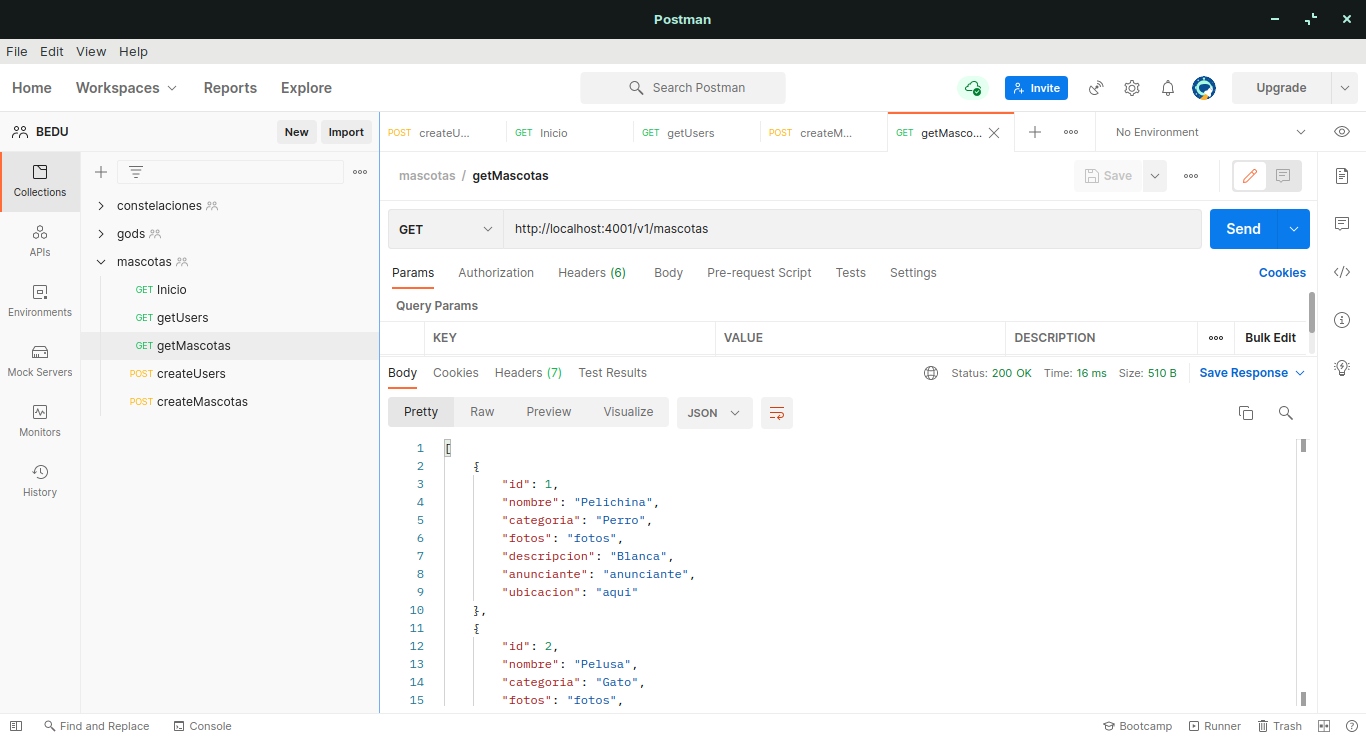 Postman
File Edit View Help
Home Workspaces Reports Explore Search Postman Invite Upgrade
BEDU New Import
POST createU... GET Inicio GET getUsers POST createM... GET getMasco... No Environment
Collections
APIs
Environments
Mock Servers
Monitors
History
constelaciones
gods
mascotas
GET Inicio
GET getUsers
GET getMascotas
POST createUsers
POST createMascotas
mascotas / getMascotas Save
GET http://localhost:4001/v1/mascotas Send
Params Authorization Headers (6) Body Pre-request Script Tests Settings Cookies
Query Params
KEY VALUE DESCRIPTION Bulk Edit
Body Cookies Headers (7) Test Results Status: 200 OK Time: 16 ms Size: 510 B Save Response
Pretty Raw Preview Visualize JSON
1 [
2 {
3 "id": 1,
4 "nombre": "Pelichina",
5 "categoria": "Perro",
6 "fotos": "fotos",
7 "descripcion": "Blanca",
8 "anunciante": "anunciante",
9 "ubicacion": "aqui"
10 },
11 {
12 "id": 2,
13 "nombre": "Pelusa",
14 "categoria": "Gato",
15 "fotos": "fotos",
Find and Replace Console Bootcamp Runner Trash